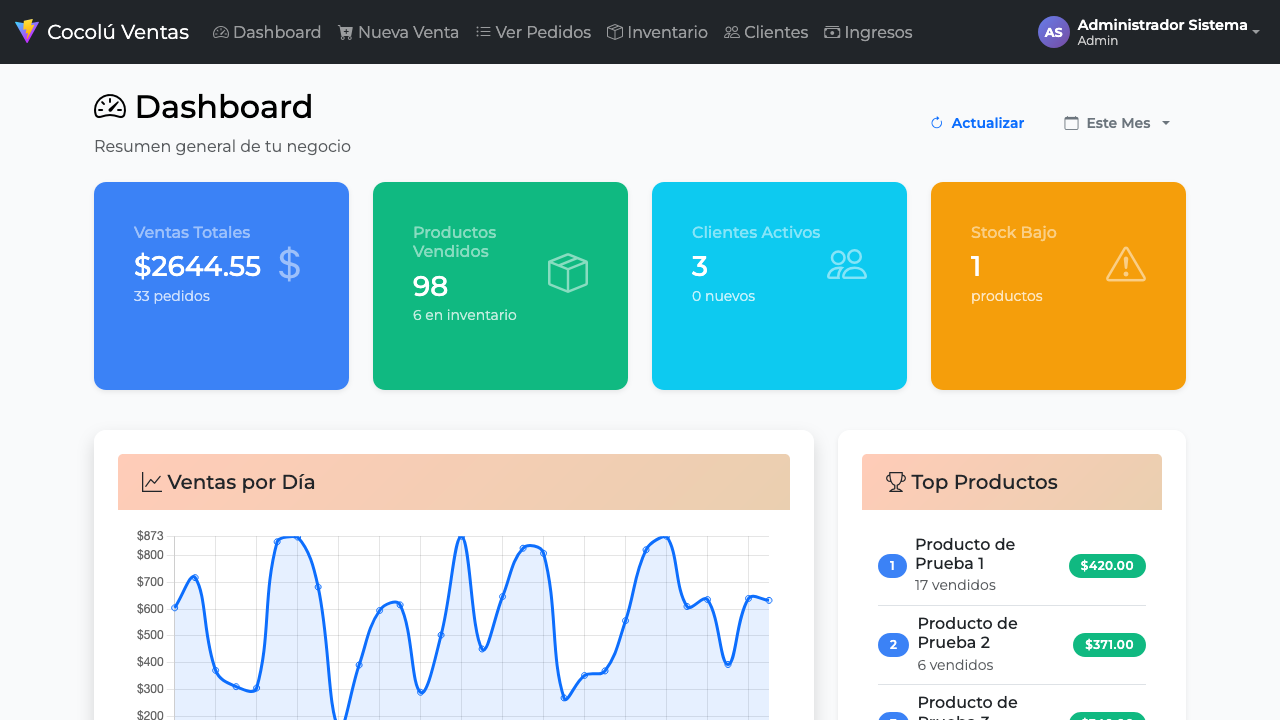 Cocolú Ventas
Dashboard
Nueva Venta
Ver Pedidos
Inventario
Clientes
Ingresos
AS
Administrador Sistema
Admin
Dashboard
Resumen general de tu negocio
Actualizar
Este Mes
Ventas Totales
$2644.55
$
33 pedidos
Productos
Vendidos
98
6 en inventario
Clientes Activos
3
0 nuevos
Stock Bajo
1
productos
Ventas por Día
$873
$800
$700
$600
$500
$400
$300
$200
Top Productos
1
Producto de
Prueba 1
17 vendidos
$420.00
2
Producto de
Prueba 2
6 vendidos
$371.00
Producto de